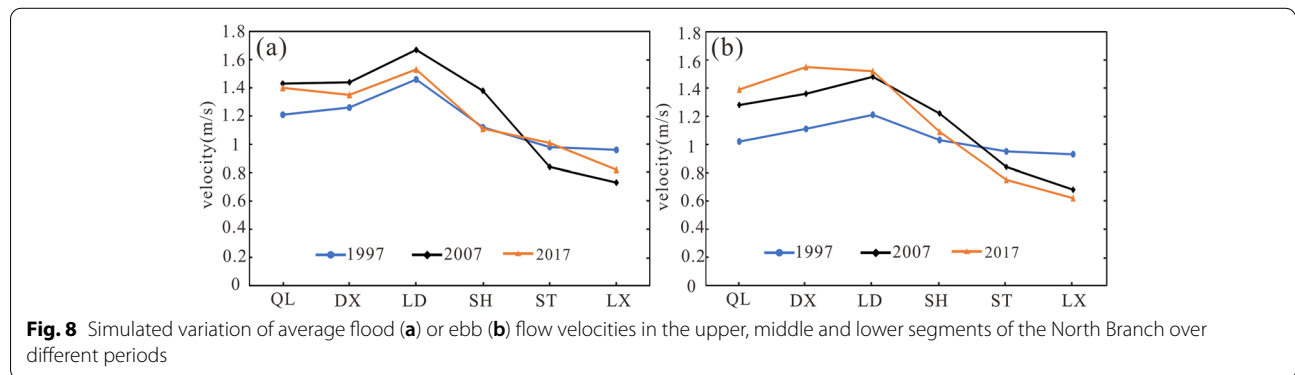 (a)
velocity(m/s)
1.8
1.6
1.4
1.2
1
0.8
0.6
0.4
0.2
0
1997 2007 2017
QL DX LD SH ST LX
(b)
velocity(m/s)
1.8
1.6
1.4
1.2
1
0.8
0.6
0.4
0.2
0
1997 2007 2017
QL DX LD SH ST LX
Fig. 8 Simulated variation of average flood (a) or ebb (b) flow velocities in the upper, middle and lower segments of the North Branch over
different periods